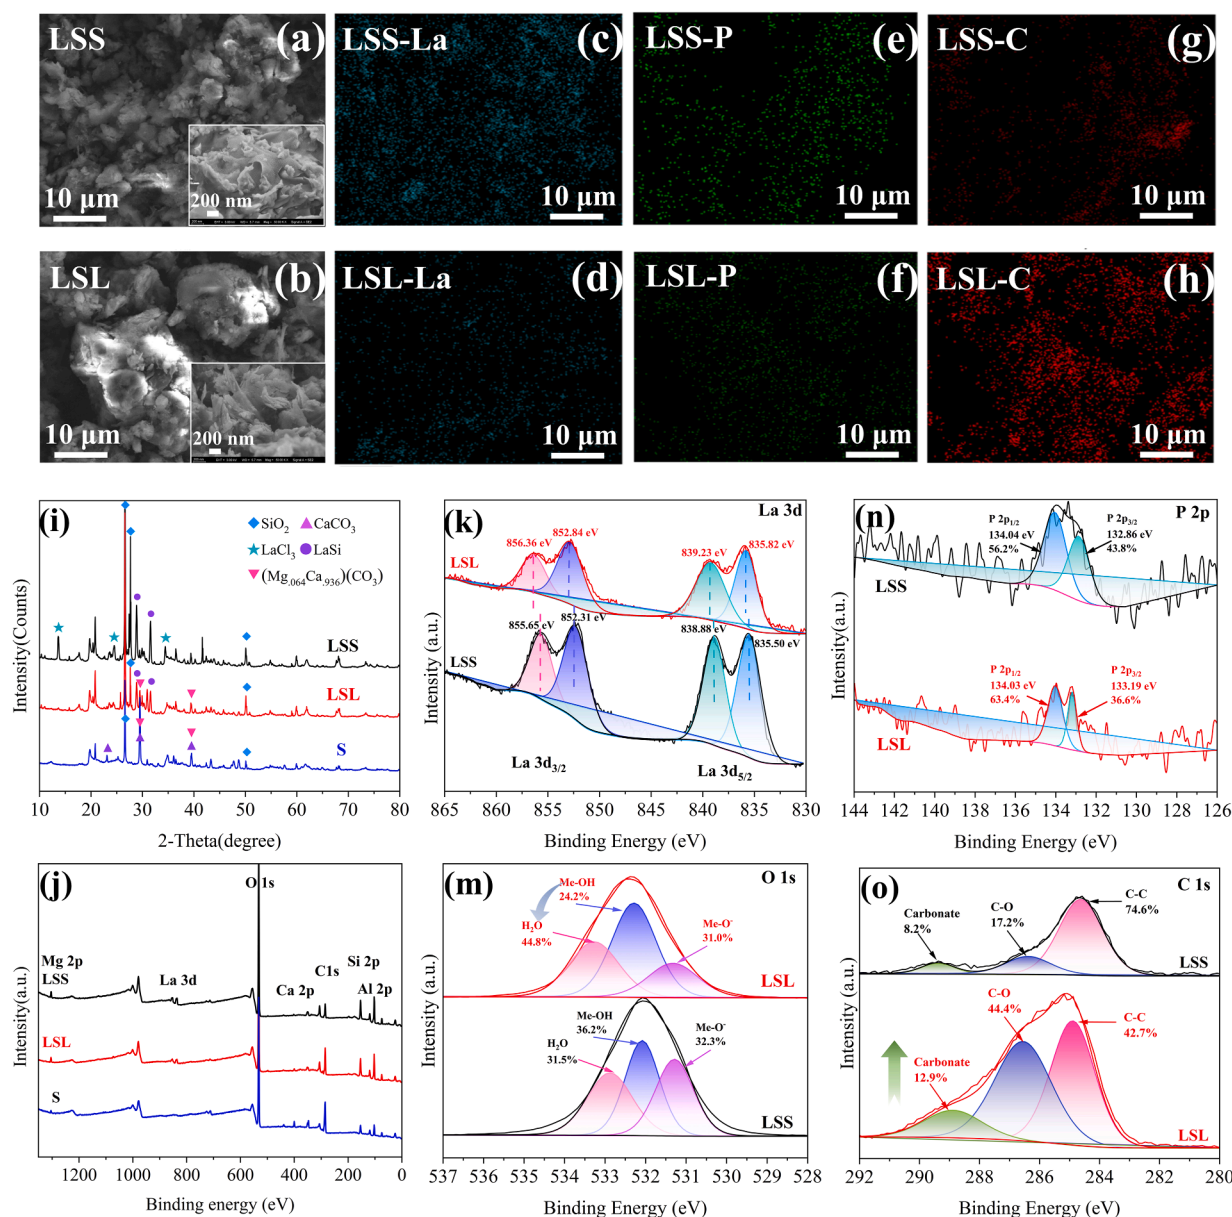 LSS
(a)
10 μm
200 nm
LSS-La
(c)
10 μm
LSS-P
(e)
10 μm
LSS-C
(g)
10 μm
LSL
(b)
10 μm
200 nm
LSL-La
(d)
10 μm
LSL-P
(f)
10 μm
LSL-C
(h)
10 μm
(i)
SiO2
CaCO3
LaCl3
LaSi
(Mg.064Ca.936)(CO3)
LSS
LSL
S
Intensity(Counts)
10 20 30 40 50 60 70 80
2-Theta(degree)
(k)
La 3d
856.36 eV
852.84 eV
839.23 eV
835.82 eV
LSL
855.65 eV
852.31 eV
838.88 eV
835.50 eV
LSS
La 3d3/2
La 3d5/2
Intensity (a.u.)
865 860 855 850 845 840 835 830
Binding Energy (eV)
(n)
P 2p
P 2p1/2
134.04 eV
56.2%
P 2p3/2
132.86 eV
43.8%
LSS
P 2p1/2
134.03 eV
63.4%
P 2p3/2
133.19 eV
36.6%
LSL
Intensity (a.u.)
144 141 138 135 132 129 126
Binding Energy (eV)
(j)
O 1s
Mg 2p
LSS
La 3d
Ca 2p
C1s
Si 2p
Al 2p
LSL
S
Intensity(a.u.)
1200 1000 800 600 400 200 0
Binding energy (eV)
(m)
O 1s
Me-OH
24.2%
H2O
44.8%
Me-O-
31.0%
LSL
Me-OH
36.2%
H2O
31.5%
Me-O-
32.3%
LSS
Intensity (a.u.)
537 536 535 534 533 532 531 530 529 528
Binding Energy (eV)
(o)
C 1s
Carbonate
8.2%
C-O
17.2%
C-C
74.6%
LSS
C-O
44.4%
C-C
42.7%
Carbonate
12.9%
LSL
Intensity(a.u.)
292 290 288 286 284 282 280
Binding Energy (eV)